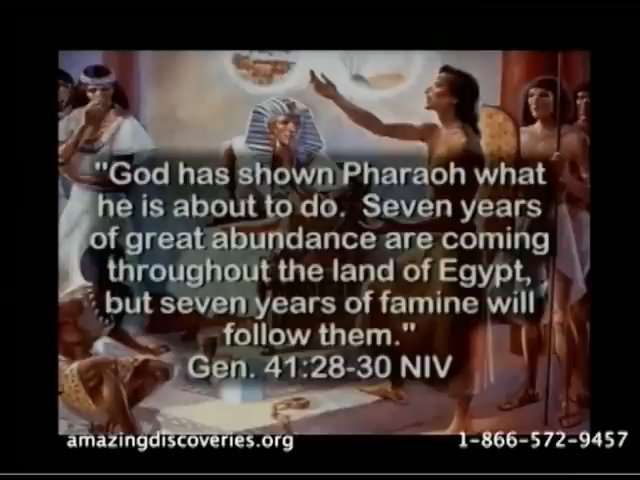 "God has shown Pharaoh what
he is about to do.  Seven years
of great abundance are coming
throughout the land of Egypt,
but seven years of famine will
follow them."
Gen. 41:28-30 NIV
amazingdiscoveries.org
1-866-572-9457